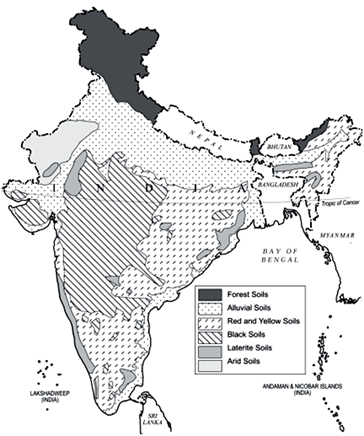 NEPAL
BHUTAN
INDIA
BANGLADESH
Tropic of Cancer
MYANMAR
BAY OF
BENGAL
Forest Soils
Alluvial Soils
Red and Yellow Soils
Black Soils
Laterite Soils
Arid Soils
LAKSHADWEEP
(INDIA)
ANDAMAN & NICOBAR ISLANDS
(INDIA)
SRI
LANKA